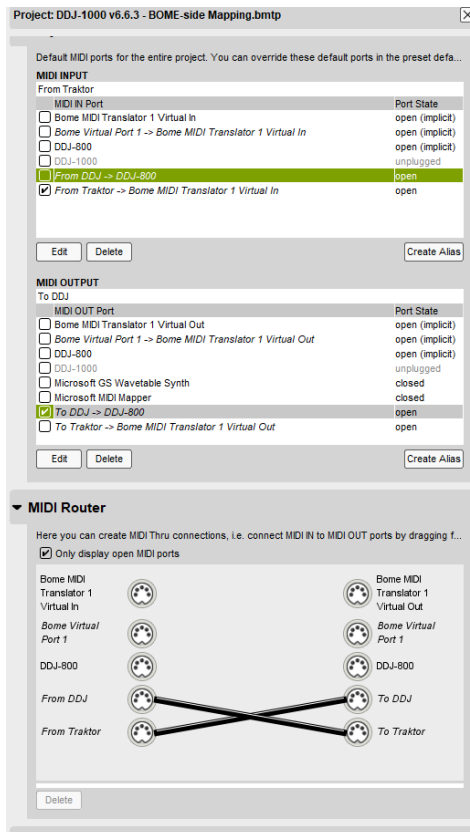 Project: DDJ-1000 v6.6.3 - BOME-side Mapping.bmtp
Default MIDI ports for the entire project. You can override these default ports in the preset defa...
MIDI INPUT
From Traktor
MIDI IN Port Port State
Bome MIDI Translator 1 Virtual In open (implicit)
Bome Virtual Port 1 -> Bome MIDI Translator 1 Virtual In open (implicit)
DDJ-800 open (implicit)
DDJ-1000 unplugged
From DDJ -> DDJ-800 open
From Traktor -> Bome MIDI Translator 1 Virtual In open
Edit Delete Create Alias
MIDI OUTPUT
To DDJ
MIDI OUT Port Port State
Bome MIDI Translator 1 Virtual Out open (implicit)
Bome Virtual Port 1 -> Bome MIDI Translator 1 Virtual Out open (implicit)
DDJ-800 open (implicit)
DDJ-1000 unplugged
Microsoft GS Wavetable Synth closed
Microsoft MIDI Mapper closed
To DDJ -> DDJ-800 open
To Traktor -> Bome MIDI Translator 1 Virtual Out open
Edit Delete Create Alias
MIDI Router
Here you can create MIDI Thru connections, i.e. connect MIDI IN to MIDI OUT ports by dragging f...
Only display open MIDI ports
Bome MIDI Bome MIDI
Translator 1 Translator 1
Virtual In Virtual Out
Bome Virtual Bome Virtual
Port 1 Port 1
DDJ-800 DDJ-800
From DDJ To DDJ
From Traktor To Traktor
Delete